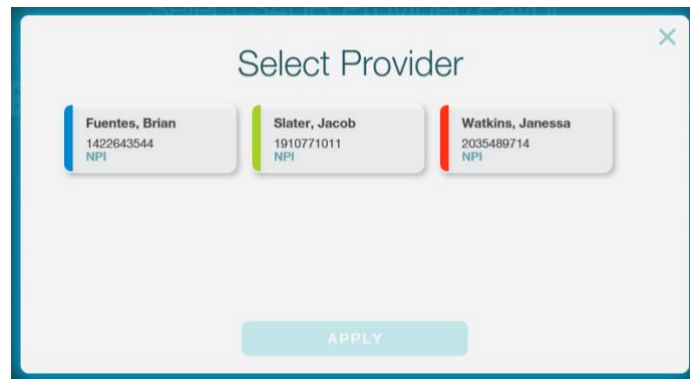 Select Provider
Fuentes, Brian
1422643544
NPI
Slater, Jacob
1910771011
NPI
Watkins, Janessa
2035489714
NPI
APPLY